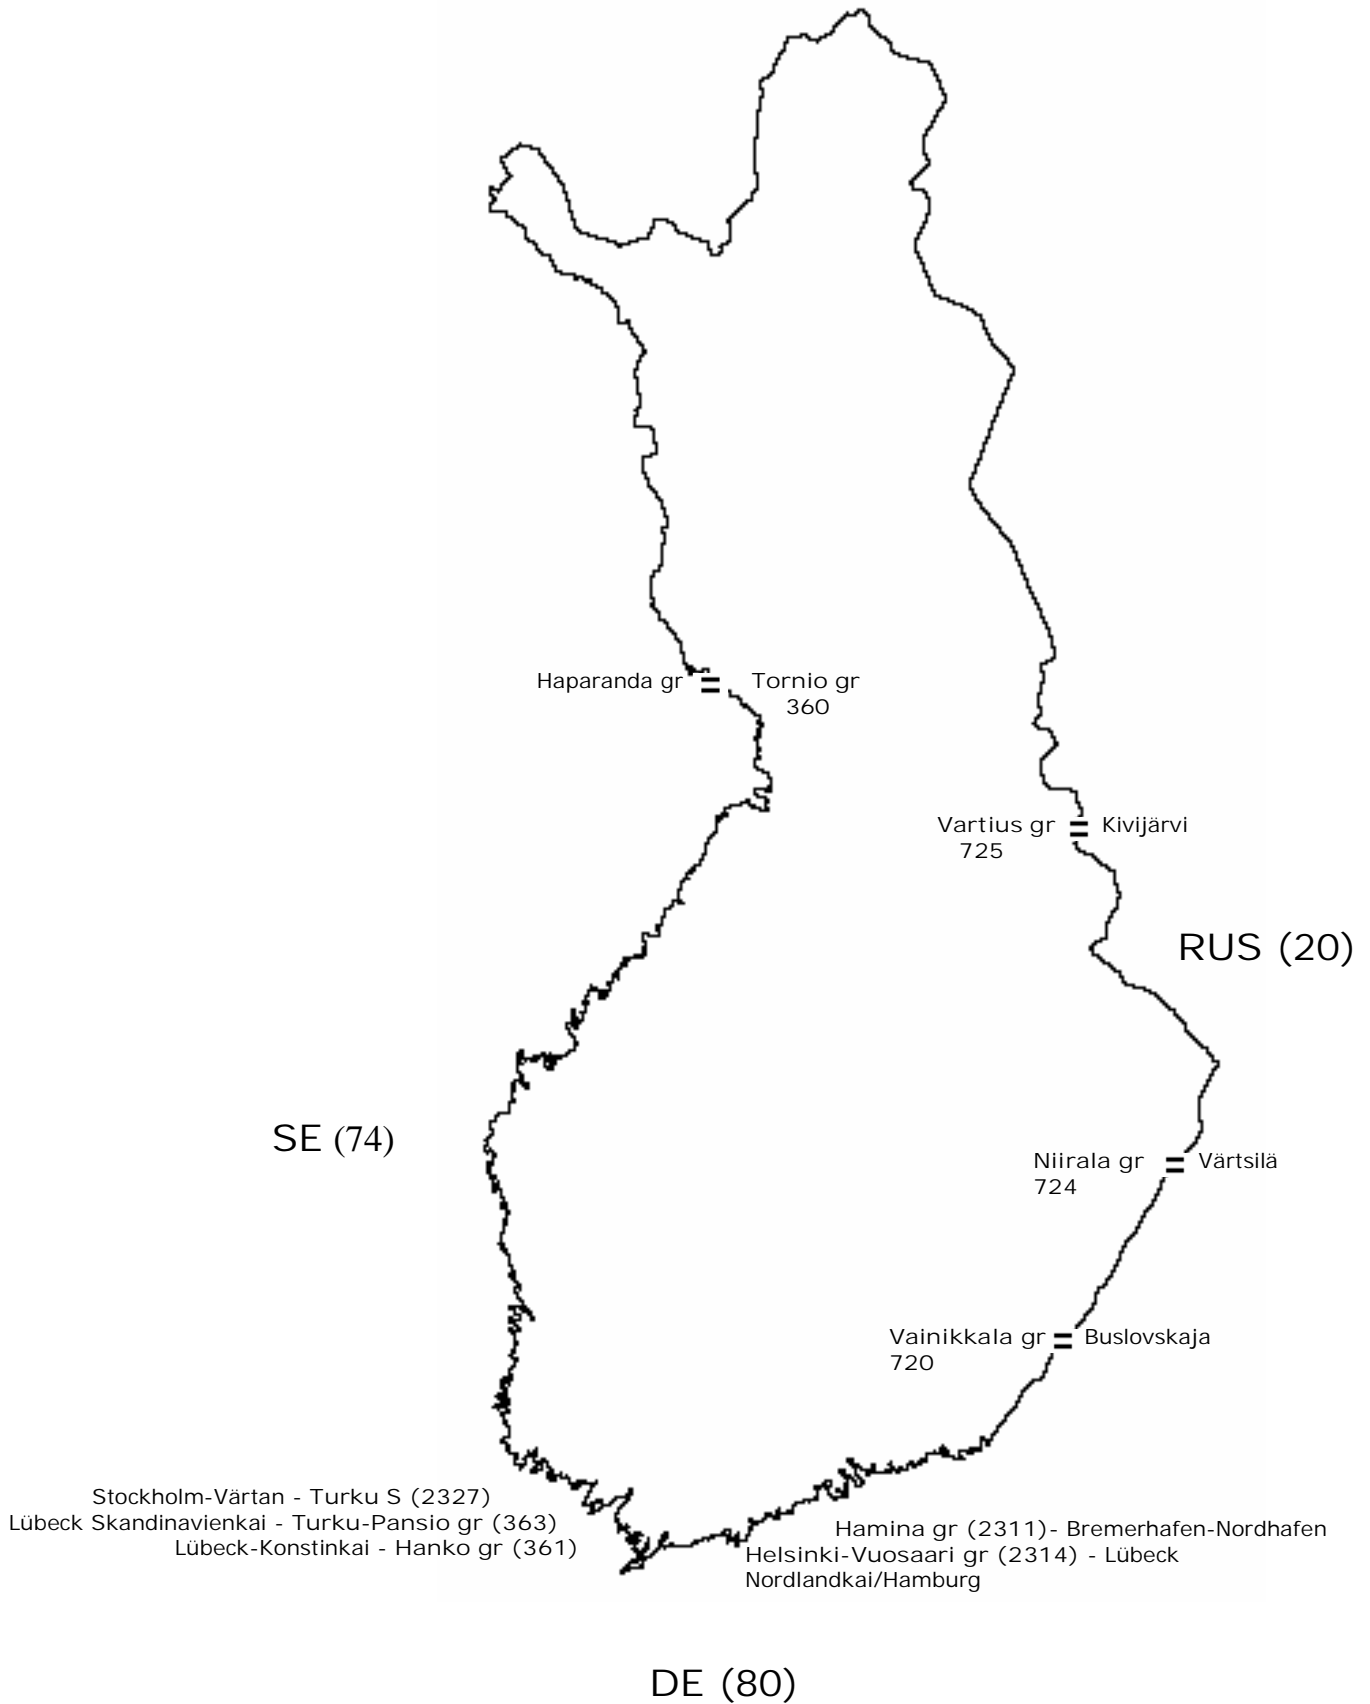 Haparanda gr
Tornio gr
360
Vartius gr
725
Kivijärvi
RUS (20)
SE (74)
Niirala gr
724
Värtsilä
Vainikkala gr
720
Buslovskaja
Stockholm-Värtan - Turku S (2327)
Lübeck Skandinavienkai - Turku-Pansio gr (363)
Lübeck-Konstinkai - Hanko gr (361)
Hamina gr (2311)- Bremerhafen-Nordhafen
Helsinki-Vuosaari gr (2314) - Lübeck
Nordlandkai/Hamburg
DE (80)